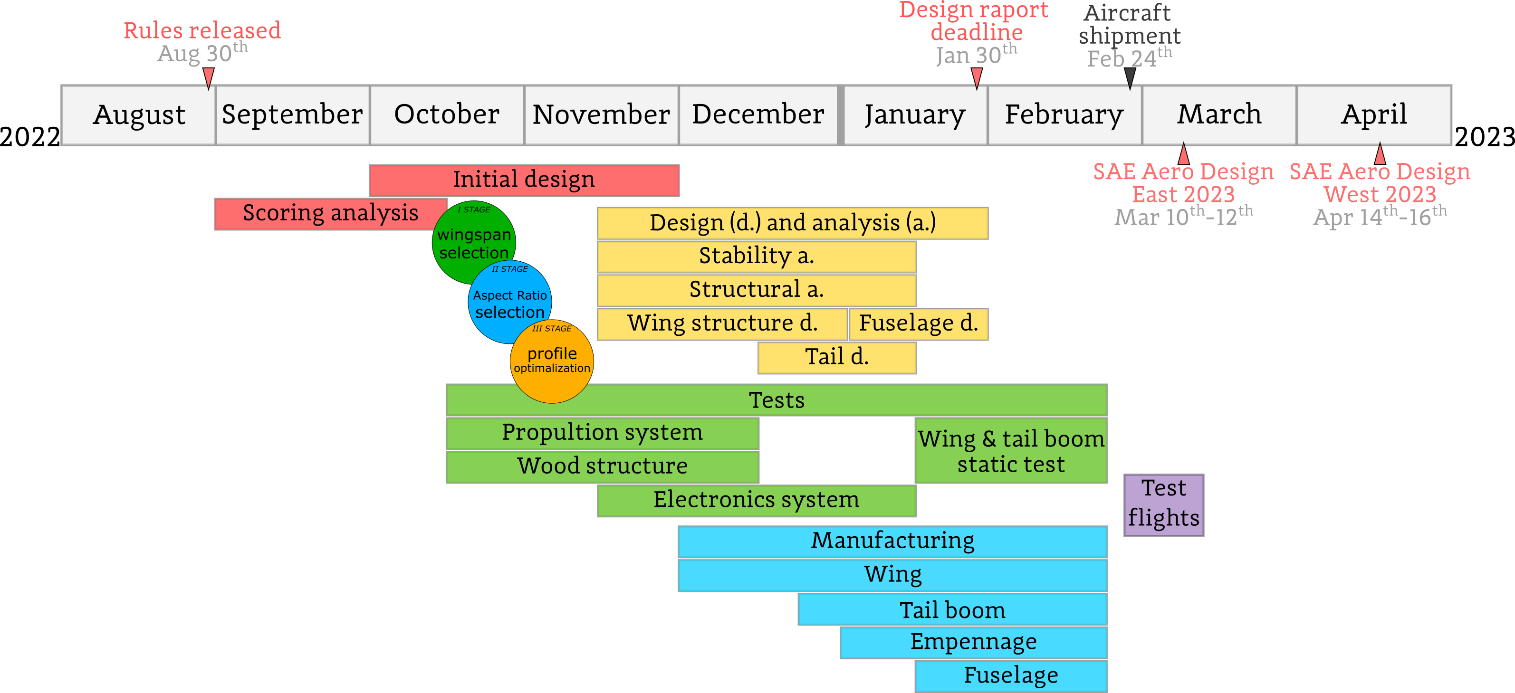 Rules released
Aug 30th
Design raport
deadline
Jan 30th
Aircraft
shipment
Feb 24th
2022
August
September
October
November
December
January
February
March
April
2023
SAE Aero Design
East 2023
Mar 10th-12th
SAE Aero Design
West 2023
Apr 14th-16th
Initial design
Scoring analysis
I STAGE
wingspan
selection
II STAGE
Aspect Ratio
selection
III STAGE
profile
optimalization
Design (d.) and analysis (a.)
Stability a.
Structural a.
Wing structure d.
Fuselage d.
Tail d.
Tests
Propultion system
Wood structure
Wing & tail boom
static test
Electronics system
Test
flights
Manufacturing
Wing
Tail boom
Empennage
Fuselage